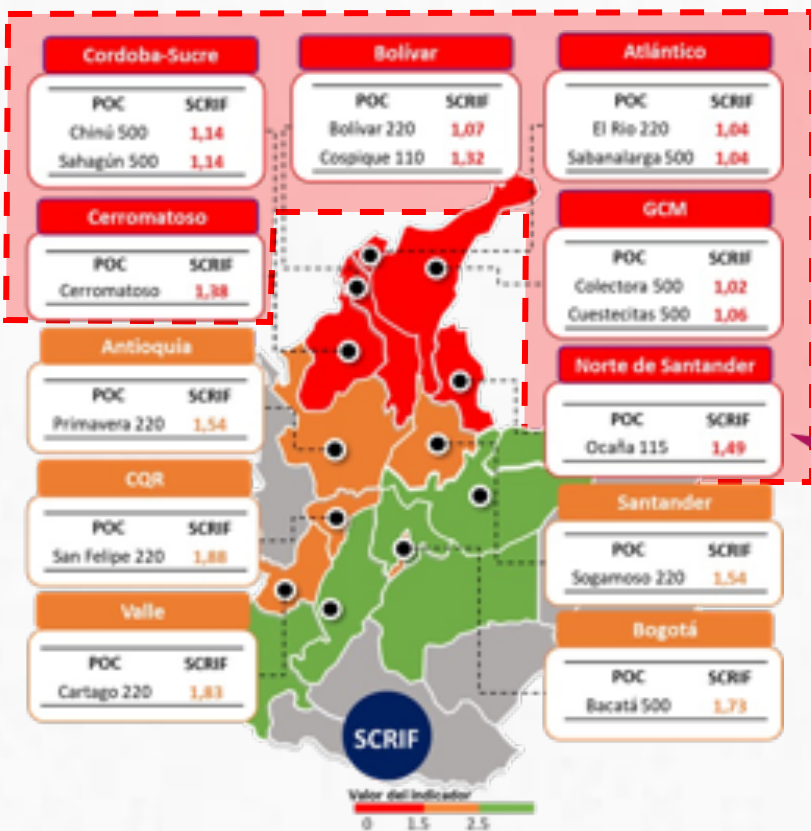 Cordoba-Sucre
POC SCRIF
Chinú 500 1,14
Sahagún 500 1,14
Bolívar
POC SCRIF
Bolívar 220 1,07
Cospique 110 1,32
Atlántico
POC SCRIF
El Rio 220 1,04
Sabanalarga 500 1,04
Cerromatoso
POC SCRIF
Cerromatoso 1,38
GCM
POC SCRIF
Colectora 500 1,02
Cuestecitas 500 1,06
Antioquia
POC SCRIF
Primavera 220 1,54
Norte de Santander
POC SCRIF
Ocaña 115 1,49
CQR
POC SCRIF
San Felipe 220 1,88
Santander
POC SCRIF
Sogamoso 220 1,54
Valle
POC SCRIF
Cartago 220 1,83
Bogotá
POC SCRIF
Bacatá 500 1,73
SCRIF
Valor del indicador
0 1.5 2.5